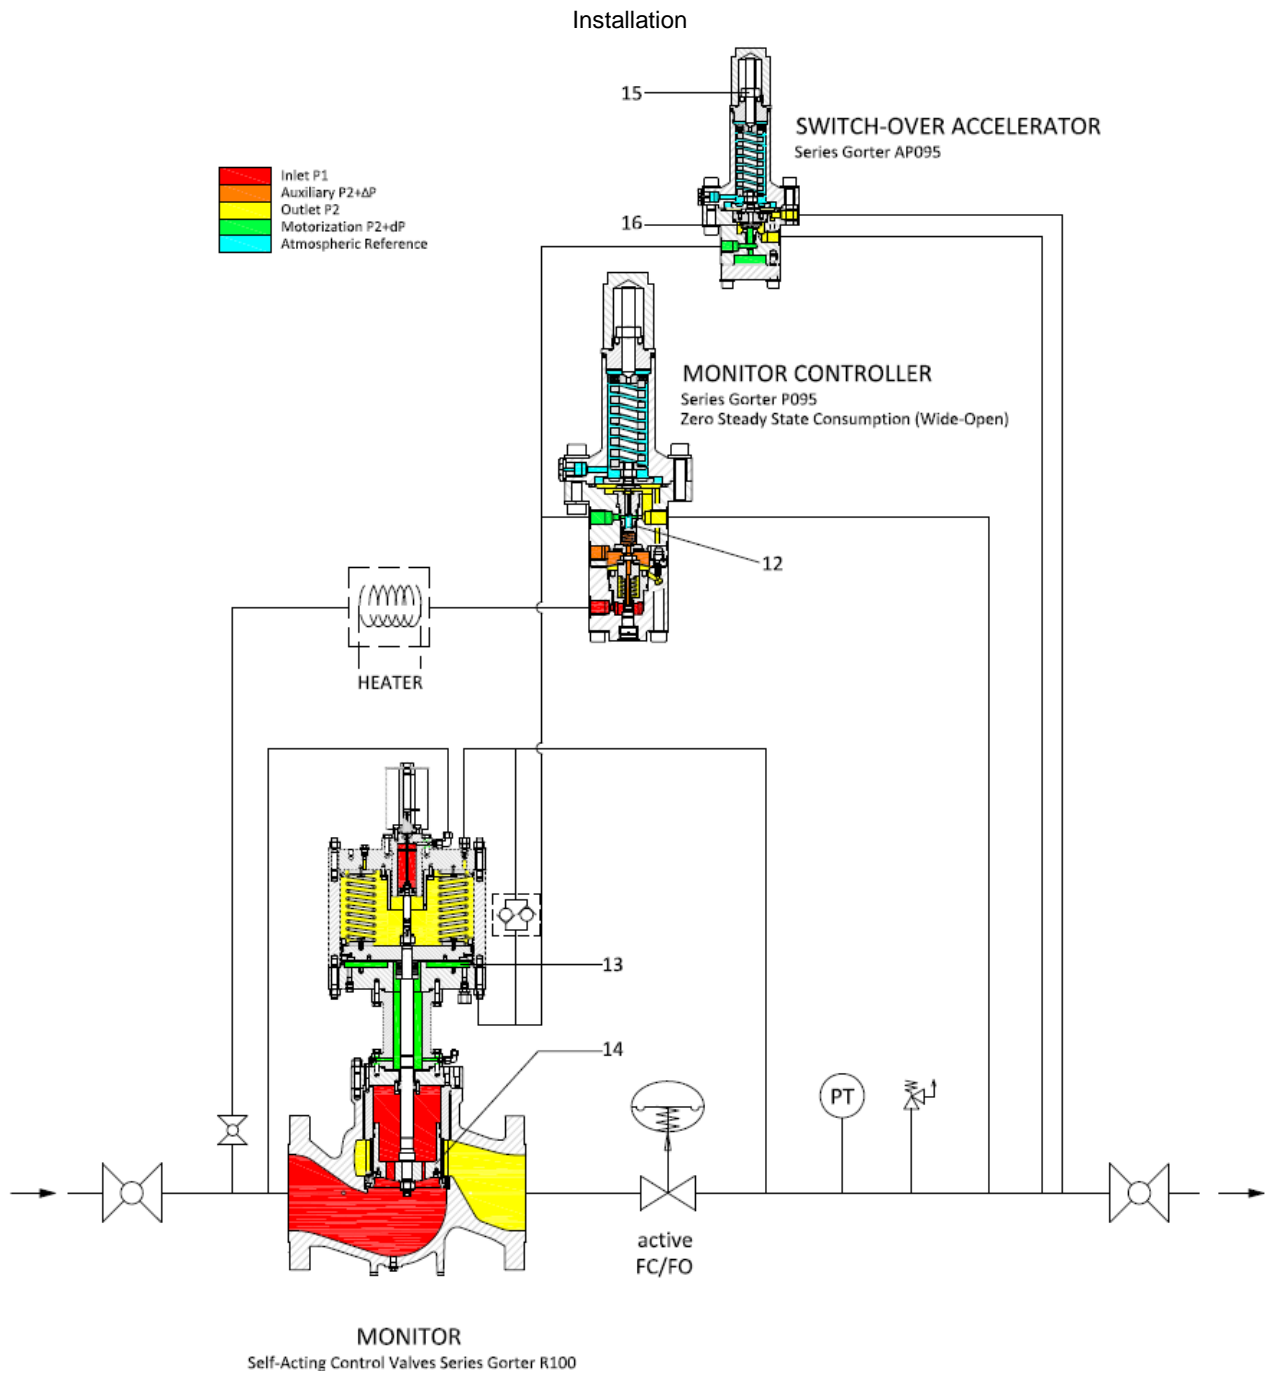 Installation
15
SWITCH-OVER ACCELERATOR
Series Gorter AP095
Inlet P1
Auxiliary P2+ΔP
Outlet P2
Motorization P2+dP
Atmospheric Reference
16
MONITOR CONTROLLER
Series Gorter P095
Zero Steady State Consumption (Wide-Open)
12
HEATER
13
14
PT
active
FC/FO
MONITOR
Self-Acting Control Valves Series Gorter R100